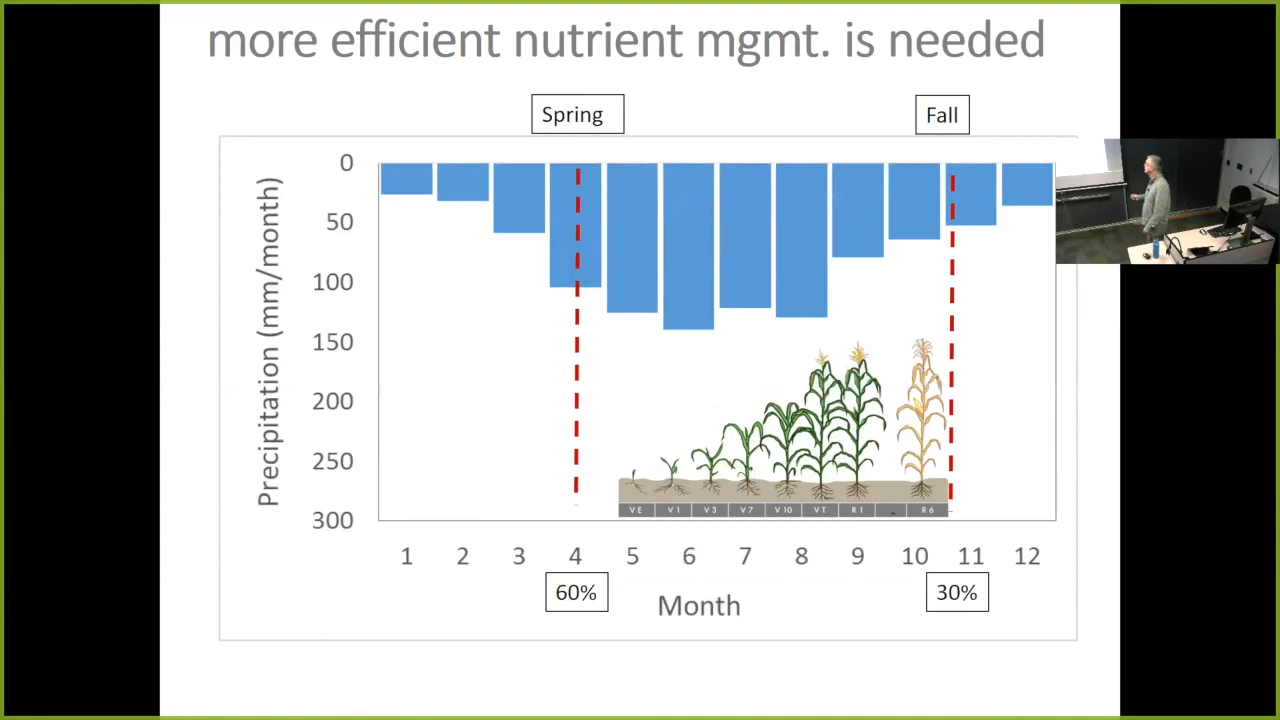 more efficient nutrient mgmt. is needed
Spring
Fall
0
50
100
150
200
250
300
Precipitation (mm/month)
VE V1 V3 V7 V10 VT R1 R6
1 2 3 4 5 6 7 8 9 10 11 12
60%
30%
Month